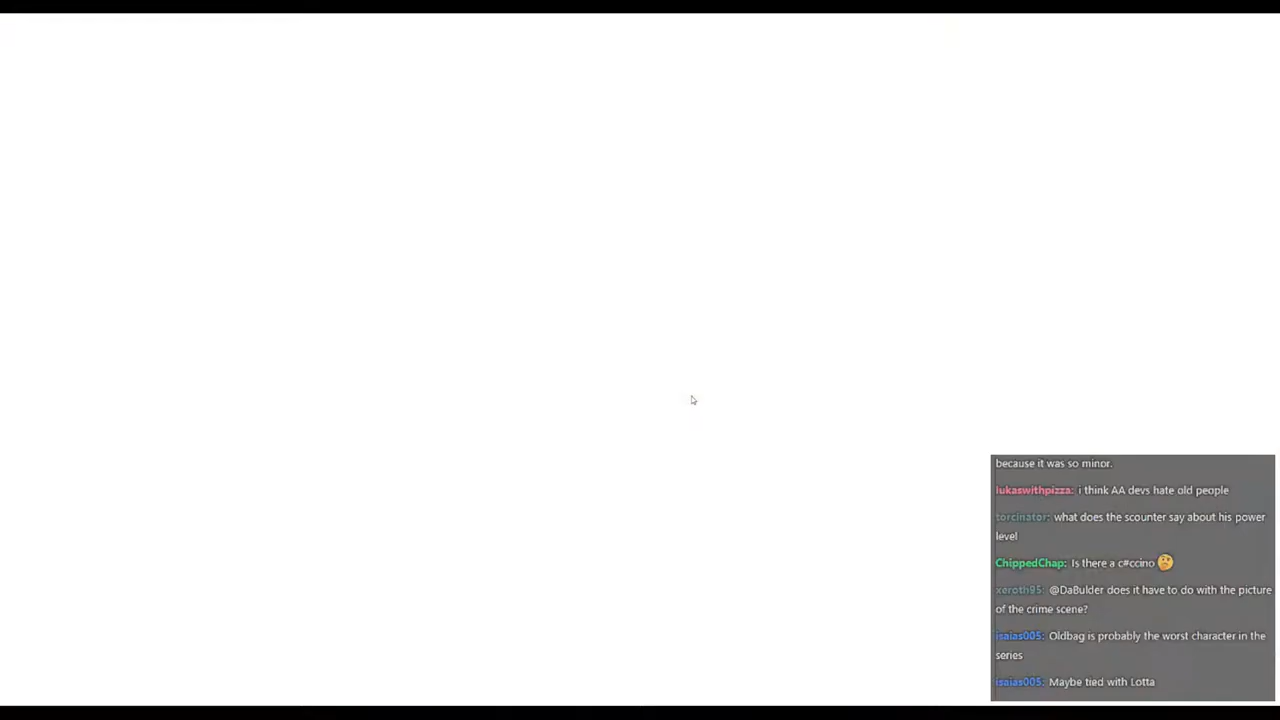 because it was so minor.
lukaswithpizza: i think AA devs hate old people
torcinator: what does the scounter say about his power
level
ChippedChap: Is there a c#ccino 🤔
xeroth95: @DaBulder does it have to do with the picture
of the crime scene?
isaias005: Oldbag is probably the worst character in the
series
isaias005: Maybe tied with Lotta